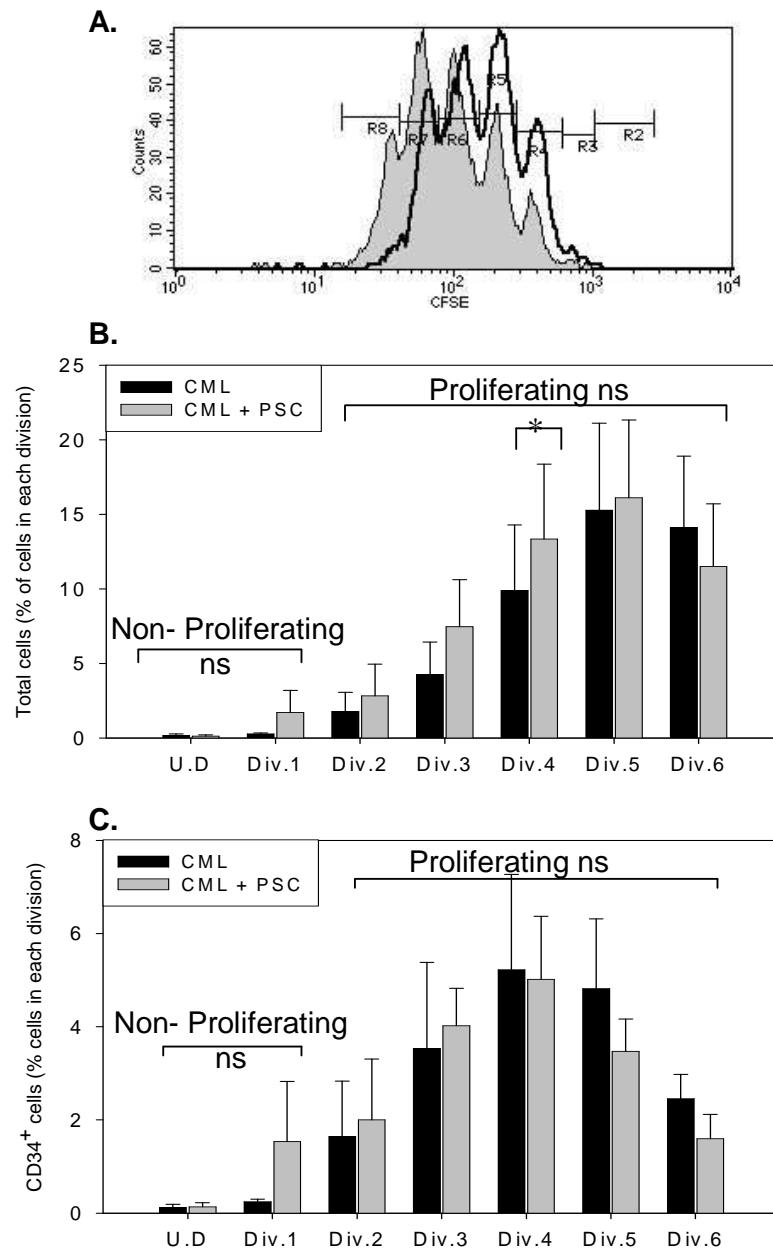 A.
60
50
40
30
20
10
0
Counts
R8
R7
R6
R5
R4
R3
R2
10⁰
10¹
10²
10³
10⁴
CFSE
B.
25
20
15
10
5
0
Total cells (% of cells in each division)
CML
CML + PSC
Proliferating ns
*
Non- Proliferating
ns
U.D Div.1 Div.2 Div.3 Div.4 Div.5 Div.6
C.
8
6
4
2
0
CD34⁺ cells (% cells in each division)
CML
CML + PSC
Proliferating ns
Non- Proliferating
ns
U.D Div.1 Div.2 Div.3 Div.4 Div.5 Div.6